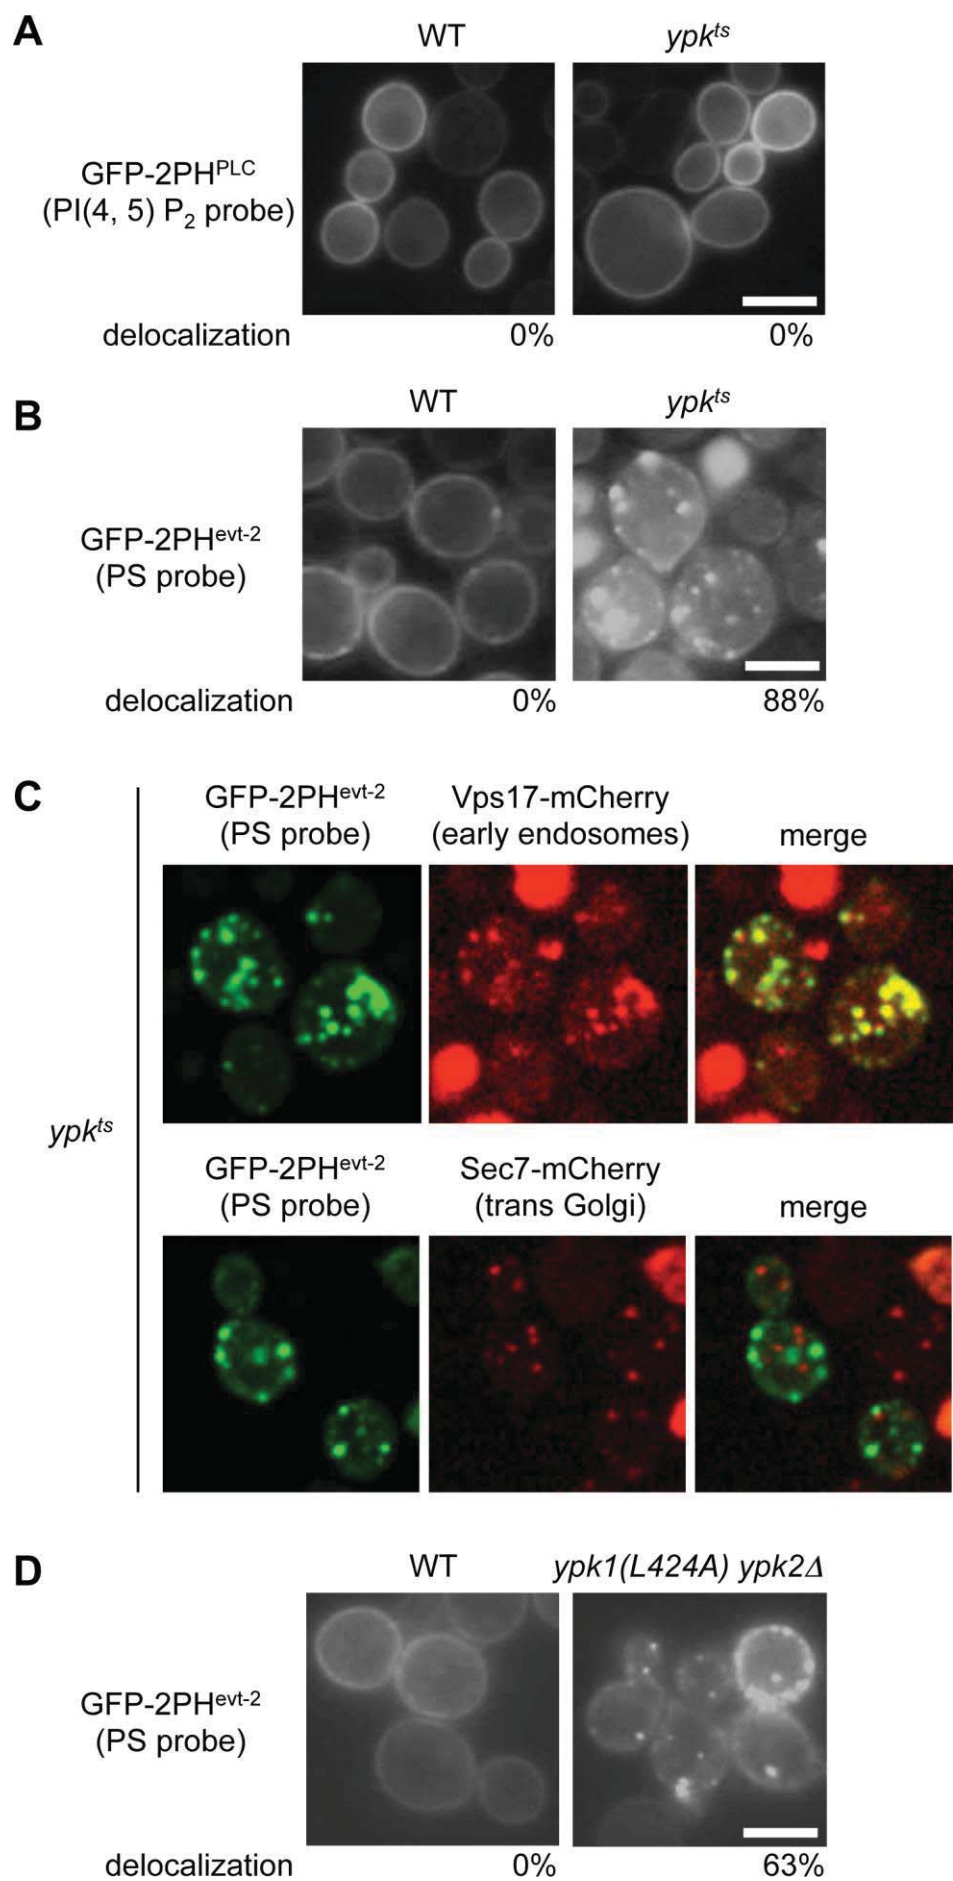 A
WT
ypkᵗˢ
GFP-2PHᴾᴸᶜ
(PI(4, 5) P₂ probe)
delocalization
0%
0%
B
WT
ypkᵗˢ
GFP-2PHᵉᵛᵗ⁻²
(PS probe)
delocalization
0%
88%
C
GFP-2PHᵉᵛᵗ⁻²
(PS probe)
Vps17-mCherry
(early endosomes)
merge
ypkᵗˢ
GFP-2PHᵉᵛᵗ⁻²
(PS probe)
Sec7-mCherry
(trans Golgi)
merge
D
WT
ypk1(L424A) ypk2Δ
GFP-2PHᵉᵛᵗ⁻²
(PS probe)
delocalization
0%
63%